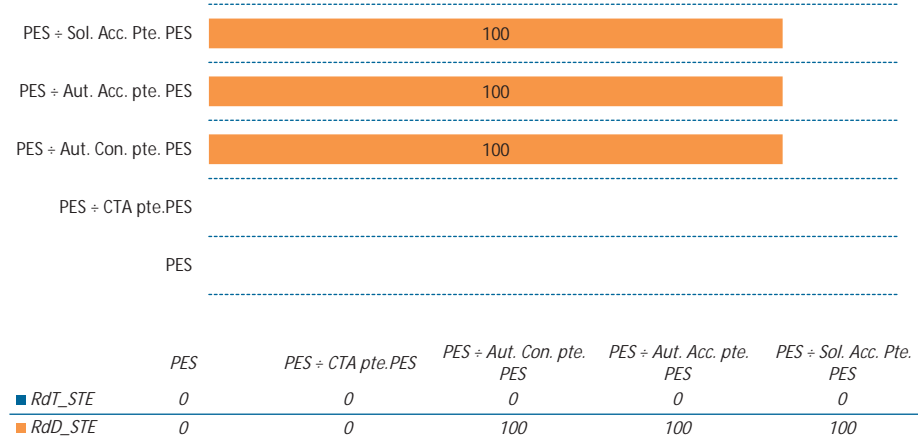 PES ÷ Sol. Acc. Pte. PES
100
PES ÷ Aut. Acc. pte. PES
100
PES ÷ Aut. Con. pte. PES
100
PES ÷ CTA pte.PES
PES
PES PES ÷ CTA pte.PES PES ÷ Aut. Con. pte. PES ÷ Aut. Acc. pte. PES ÷ Sol. Acc. Pte.
PES PES PES
RdT_STE 0 0 0 0 0
RdD_STE 0 0 100 100 100